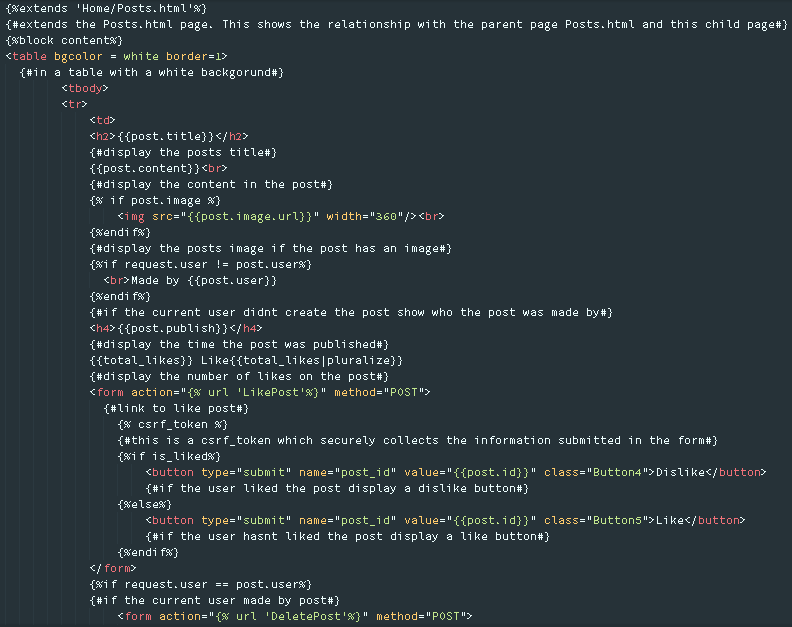 {%extends 'Home/Posts.html'%}
{#extends the Posts.html page. This shows the relationship with the parent page Posts.html and this child page#}
{%block content%}
<table bgcolor = white border=1>
{#in a table with a white backgorund#}
<tbody>
<tr>
<td>
<h2>{{post.title}}</h2>
{#display the posts title#}
{{post.content}}<br>
{#display the content in the post#}
{% if post.image %}
<img src="{{post.image.url}}" width="360"/><br>
{%endif%}
{#display the posts image if the post has an image#}
{%if request.user != post.user%}
<br>Made by {{post.user}}
{%endif%}
{#if the current user didnt create the post show who the post was made by#}
<h4>{{post.publish}}</h4>
{#display the time the post was published#}
{{total_likes}} Like{{total_likes|pluralize}}
{#display the number of likes on the post#}
<form action="{% url 'LikePost'%}" method="POST">
{#link to like post#}
{% csrf_token %}
{#this is a csrf_token which securely collects the information submitted in the form#}
{%if is_liked%}
<button type="submit" name="post_id" value="{{post.id}}" class="Button4">Dislike</button>
{#if the user liked the post display a dislike button#}
{%else%}
<button type="submit" name="post_id" value="{{post.id}}" class="Button5">Like</button>
{#if the user hasnt liked the post display a like button#}
{%endif%}
</form>
{%if request.user == post.user%}
{#if the current user made by post#}
<form action="{% url 'DeletePost'%}" method="POST">